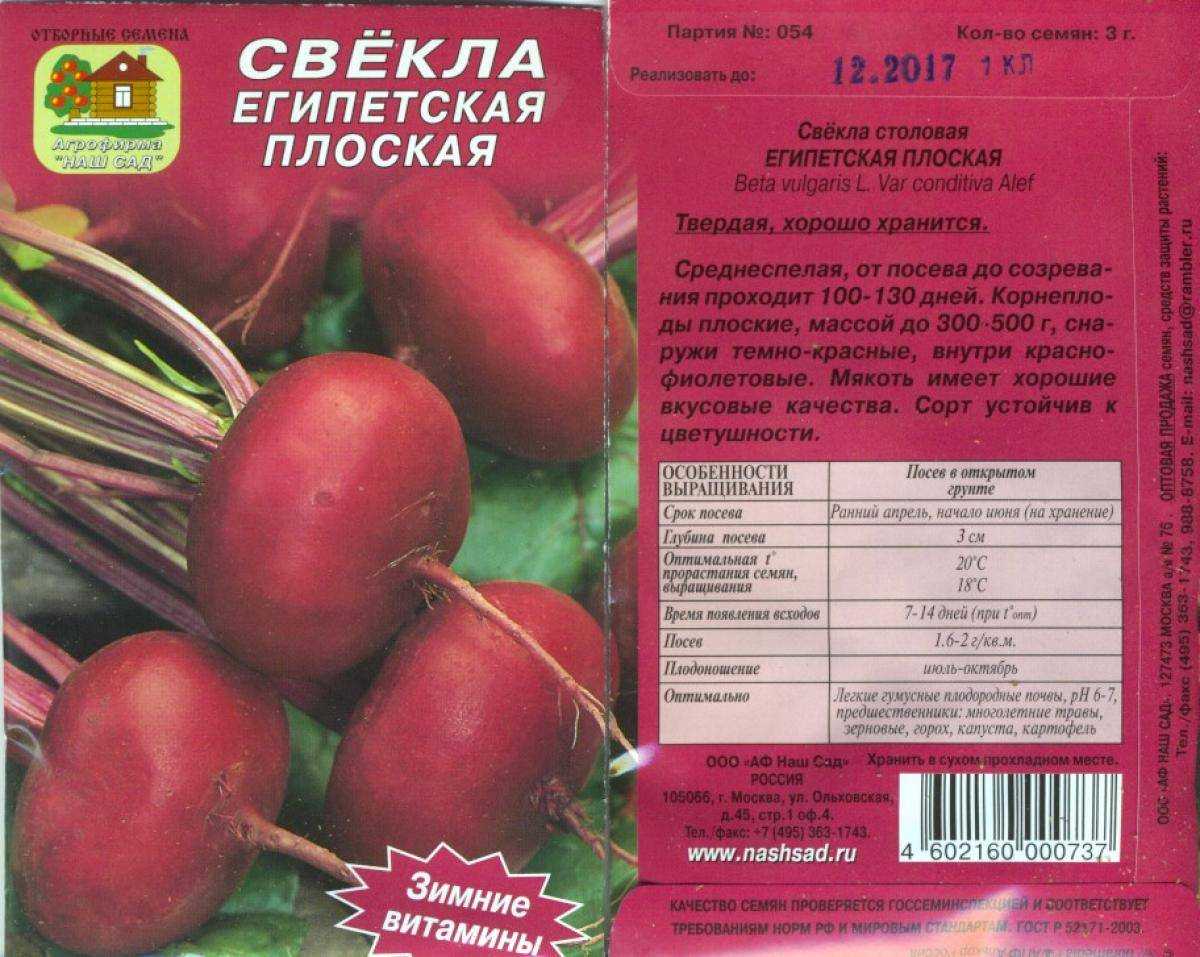 ОТБОРНЫЕ СЕМЕНА
Агрофирма
"НАШ САД"
СВЁКЛА
ЕГИПЕТСКАЯ
ПЛОСКАЯ
Зимние
витамины
Партия №: 054 Кол-во семян: 3 г.
Реализовать до: 12.2017 1 КЛ
Свёкла столовая
ЕГИПЕТСКАЯ ПЛОСКАЯ
Beta vulgaris L. Var conditiva Alef
Твердая, хорошо хранится.
Среднеспелая, от посева до созрева-
ния проходит 100-130 дней. Корнепло-
ды плоские, массой до 300-500 г, сна-
ружи темно-красные, внутри красно-
фиолетовые. Мякоть имеет хорошие
вкусовые качества. Сорт устойчив к
цветушности.
ОСОБЕННОСТИ ВЫРАЩИВАНИЯ Посев в открытом грунте
Срок посева Ранний апрель, начало июня (на хранение)
Глубина посева 3 см
Оптимальная t° 20°С
прорастания семян,
выращивания 18°С
Время появления всходов 7-14 дней (при t°опт)
Посев 1.6-2 г/кв.м.
Плодоношение июль-октябрь
Оптимально Легкие гумусные плодородные почвы, pH 6-7,
предшественники: многолетние травы,
зерновые, горох, капуста, картофель
ООО «АФ Наш Сад» Хранить в сухом прохладном месте.
РОССИЯ
105066, г. Москва, ул. Ольховская,
д.45, стр.1 оф.4.
Тел./факс: +7 (495) 363-1743.
www.nashsad.ru
4 602160 000737
КАЧЕСТВО СЕМЯН ПРОВЕРЯЕТСЯ ГОССЕМИНСПЕКЦИЕЙ И СООТВЕТСТВУЕТ
ТРЕБОВАНИЯМ НОРМ РФ И МИРОВЫМ СТАНДАРТАМ. ГОСТ Р 52171-2003.
ООО «АФ НАШ САД». 127473 МОСКВА а/я № 76. ОПТОВАЯ ПРОДАЖА семян, средств защиты растений:
Тел./факс (495) 363-1743, 988-8758. E-mail: nashsad@rambler.ru